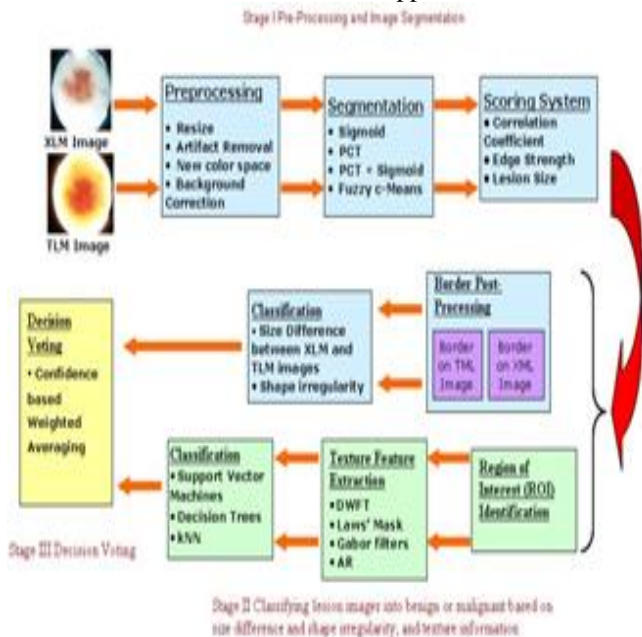 Stage I Pre-Processing and Image Segmentation
XLM Image
TLM Image
Preprocessing
• Resize
• Artifact Removal
• New color space
• Background
Correction
Segmentation
• Sigmoid
• PCT
• PCT + Sigmoid
• Fuzzy c-Means
Scoring System
• Correlation
Coefficient
• Edge Strength
• Lesion Size
Border Post-
Processing
Border
on TML
Image
Border
on XML
Image
Classification
• Size Difference
between XLM and
TLM images
• Shape irregularity
Decision
Voting
• Confidence
based
Weighted
Averaging
Region of
Interest (ROI)
Identification
Texture Feature
Extraction
• DWFT
• Laws' Mask
• Gabor filters
• AR
Classification
• Support Vector
Machines
• Decision Trees
• kNN
Stage III Decision Voting
Stage II Classifying lesion images into benign or malignant based on
size difference and shape irregularity, and texture information